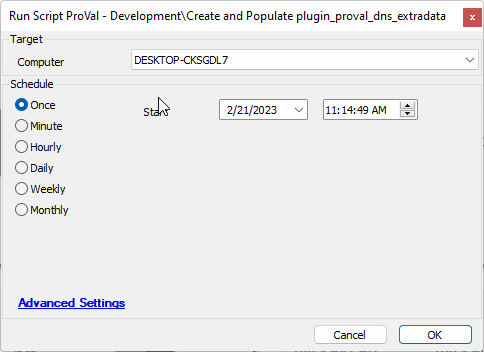 Run Script ProVal - Development\Create and Populate plugin_proval_dns_extradata
Target
Computer DESKTOP-CKSGDL7
Schedule
Once Start 2/21/2023 11:14:49 AM
Minute
Hourly
Daily
Weekly
Monthly
Advanced Settings
Cancel OK